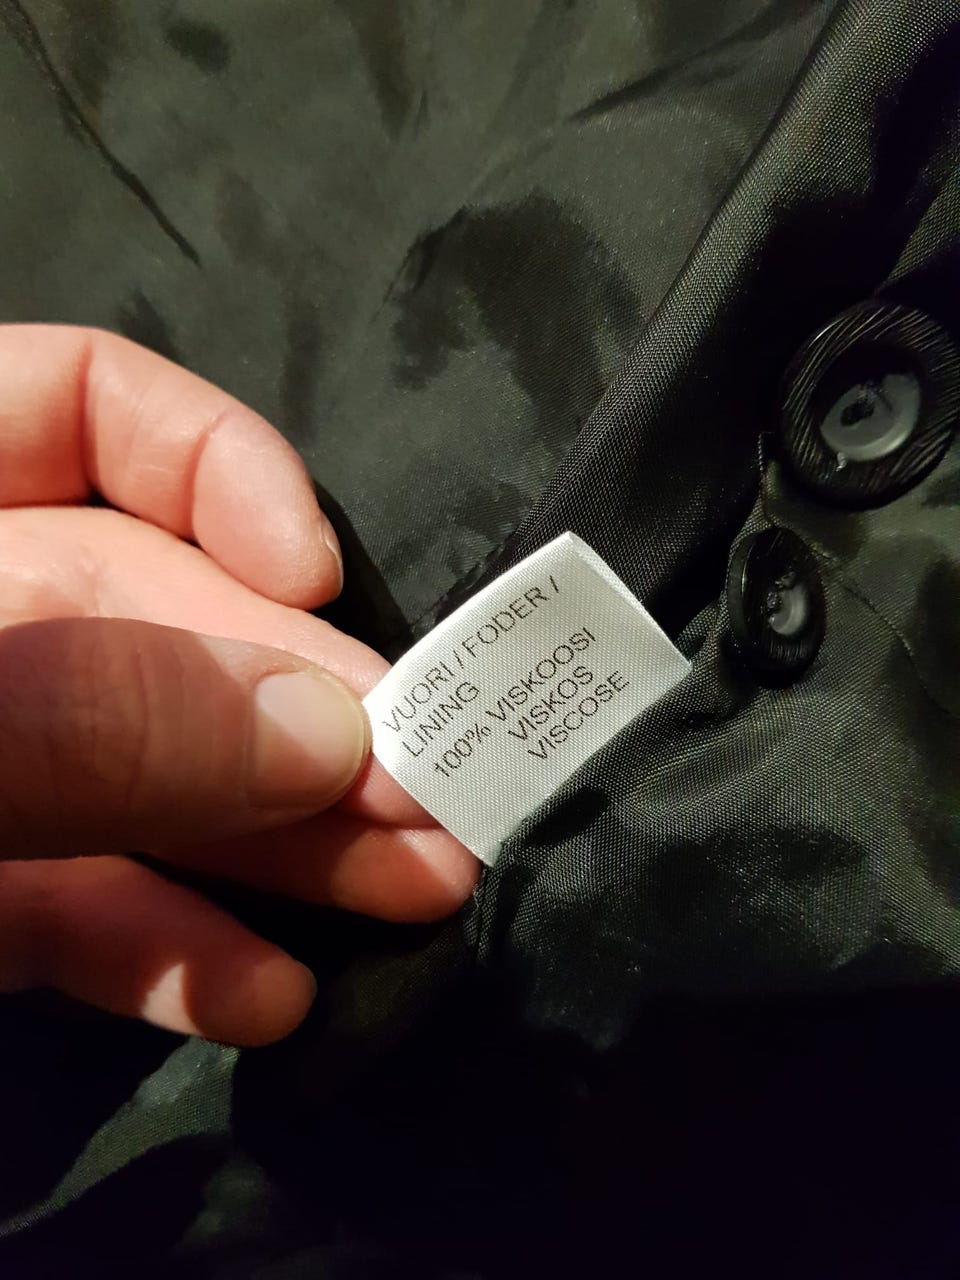 VUORI / FODER /
LINING
100% VISKOOSI
VISKOS
VISCOSE